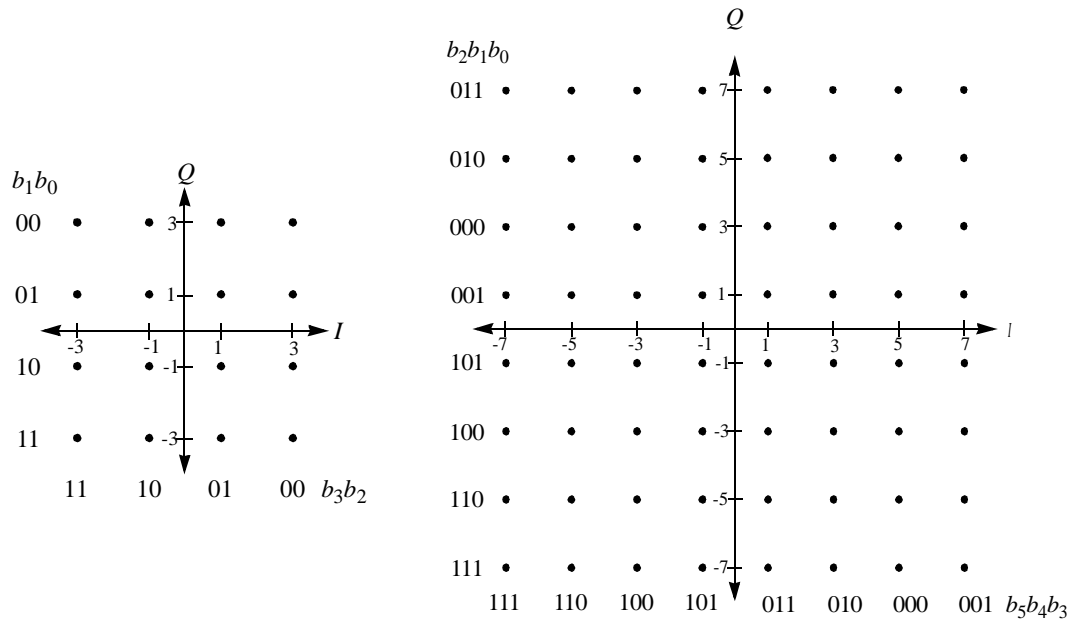 Q
b₁b₀
00
3
01
1
I
-3 -1 1 3
10
-1
11
-3
11 10 01 00 b₃b₂
Q
b₂b₁b₀
011
7
010
5
000
3
001
1
-7 -5 -3 -1 1 3 5 7 I
101
-1
100
-3
110
-5
111
-7
111 110 100 101 011 010 000 001 b₅b₄b₃